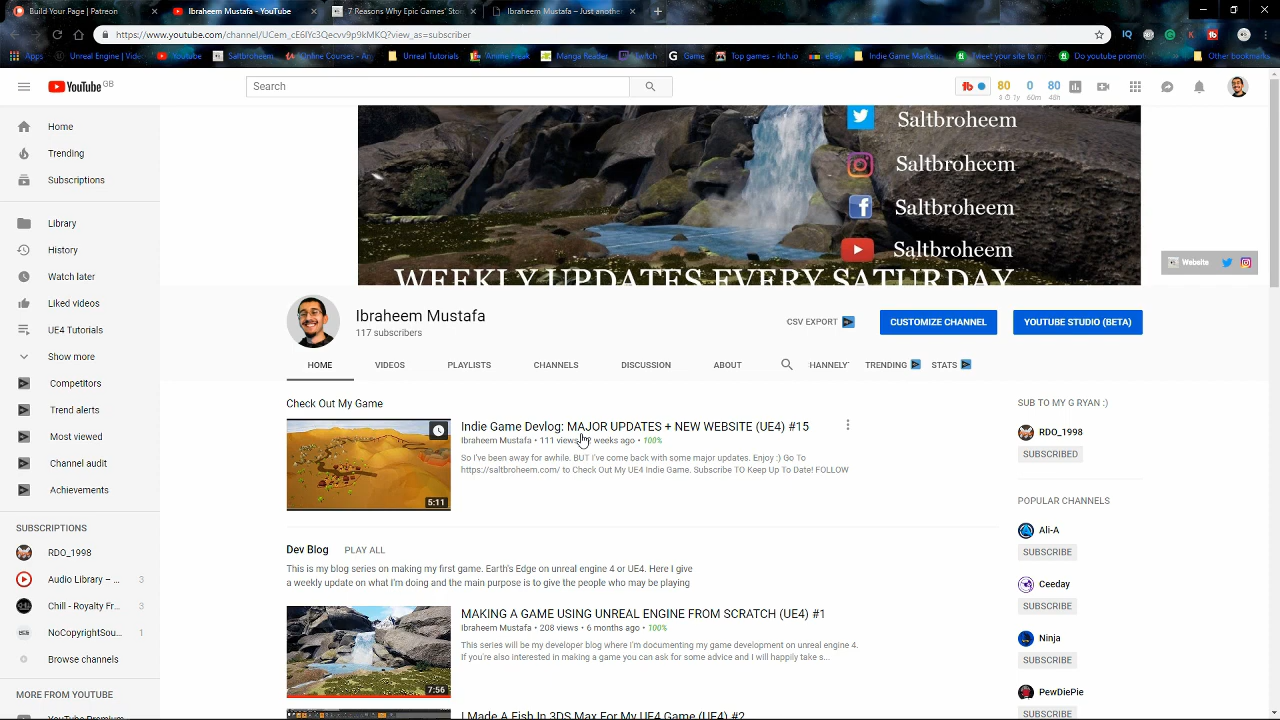 Build Your Page | Patreon
Ibraheem Mustafa - YouTube
7 Reasons Why Epic Games' Sto
Ibraheem Mustafa – Just anothe
https://www.youtube.com/channel/UCem_cE6IYc3Qecvv9p9kMKQ?view_as=subscriber
Apps
Unreal Engine | Vide
YouTube
Saltbroheem
Online Courses - An
Unreal Tutorials
Anime Freak
Manga Reader
Twitch
Game
Top games - itch.io
eBay
Indie Game Marketi
Tweet your site to m
Do youtube promot
Other bookmarks
YouTube GB
Search
80 0 80
1y 60m 48h
Home
Trending
Subscriptions
Library
History
Watch later
Liked videos
UE4 Tutorials
Show more
Competitors
Trend alerts
Most viewed
Channel audit
Achievements
SUBSCRIPTIONS
RDO_1998
Audio Library – ... 3
Chill - Royalty Fr... 3
NoCopyrightSou... 1
Browse channels
MORE FROM YOUTUBE
YouTube Premium
Saltbroheem
Saltbroheem
Saltbroheem
Saltbroheem
WEEKLY UPDATES EVERY SATURDAY
Website
Ibraheem Mustafa
117 subscribers
CSV EXPORT
CUSTOMIZE CHANNEL
YOUTUBE STUDIO (BETA)
HOME VIDEOS PLAYLISTS CHANNELS DISCUSSION ABOUT HANNELY TRENDING STATS
Check Out My Game
Indie Game Devlog: MAJOR UPDATES + NEW WEBSITE (UE4) #15
Ibraheem Mustafa • 111 views weeks ago • 100%
So I've been away for awhile. BUT I've come back with some major updates. Enjoy :) Go To
https://saltbroheem.com/ to Check Out My UE4 Indie Game. Subscribe TO Keep Up To Date! FOLLOW
5:11
Dev Blog PLAY ALL
This is my blog series on making my first game. Earth's Edge on unreal engine 4 or UE4. Here I give
a weekly update on what I'm doing and the main purpose is to give the people who may be playing
MAKING A GAME USING UNREAL ENGINE FROM SCRATCH (UE4) #1
Ibraheem Mustafa • 208 views • 6 months ago • 100%
This series will be my developer blog where I'm documenting my game development on unreal engine 4.
If you're also interested in making a game you can ask for some advice and I will happily take s...
7:56
I Made A Fish In 3DS Max For My UE4 Game (UE4) #2
SUB TO MY G RYAN :)
RDO_1998
SUBSCRIBED
POPULAR CHANNELS
Ali-A
SUBSCRIBE
Ceeday
SUBSCRIBE
Ninja
SUBSCRIBE
PewDiePie
SUBSCRIBE